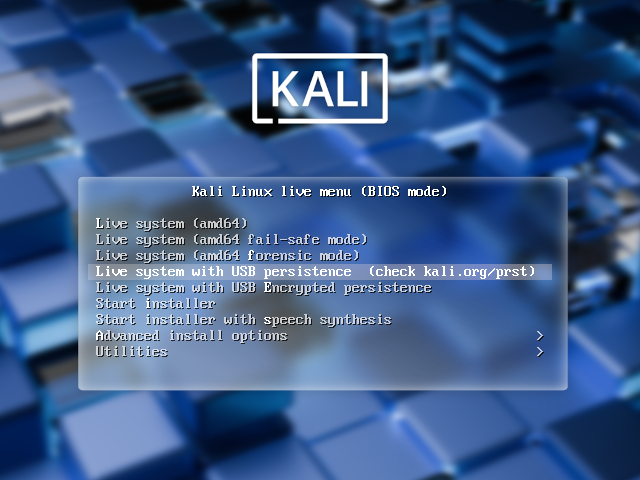 KALI
Kali Linux live menu (BIOS mode)
Live system (amd64)
Live system (amd64 fail-safe mode)
Live system (amd64 forensic mode)
Live system with USB persistence  (check kali.org/prst)
Live system with USB Encrypted persistence
Start installer
Start installer with speech synthesis
Advanced install options >
Utilities >